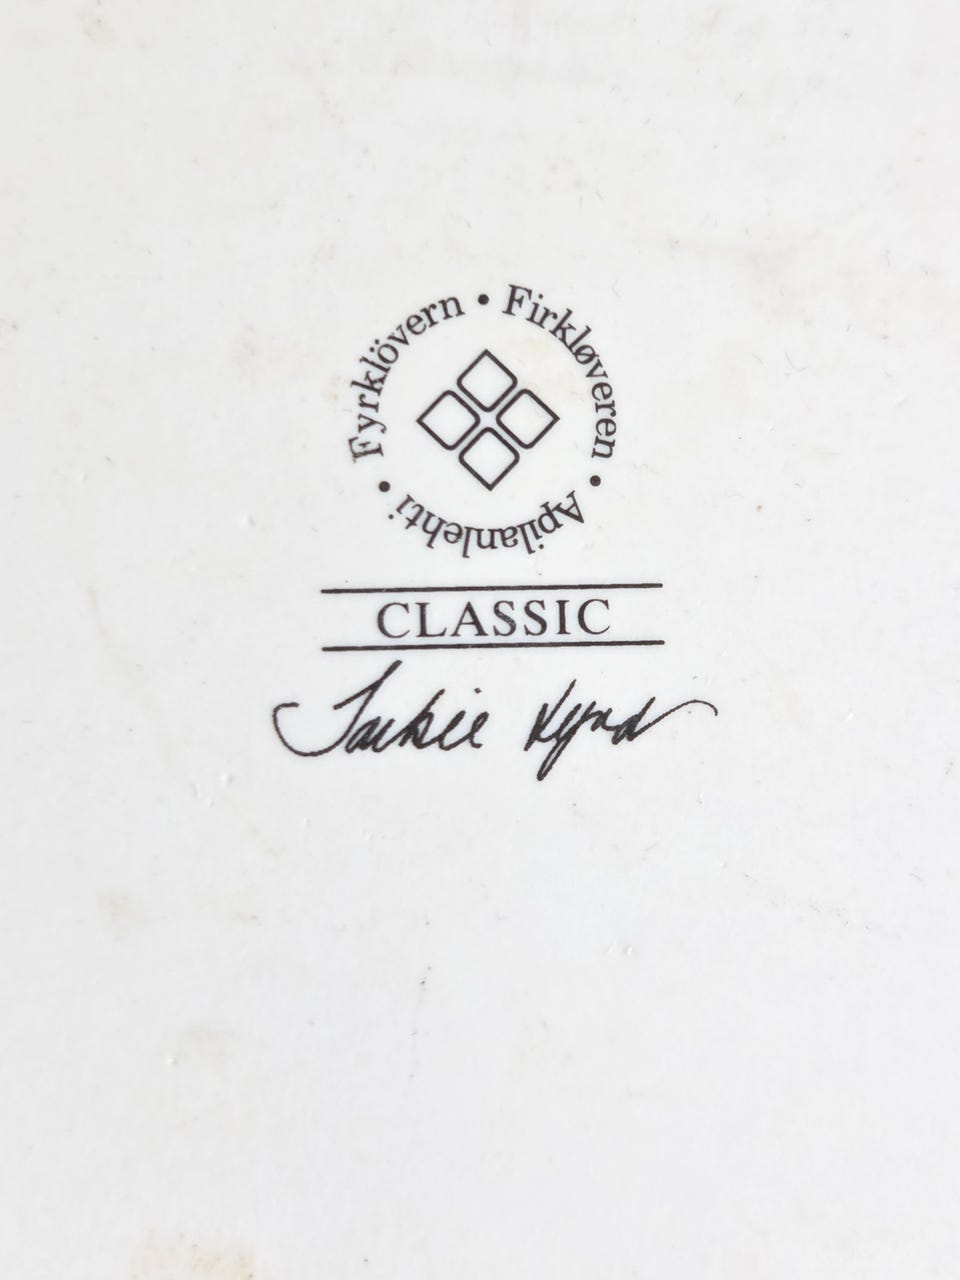 Fyrklövern • Firkløveren • Apilanlehti •
CLASSIC
Jackie Lynd